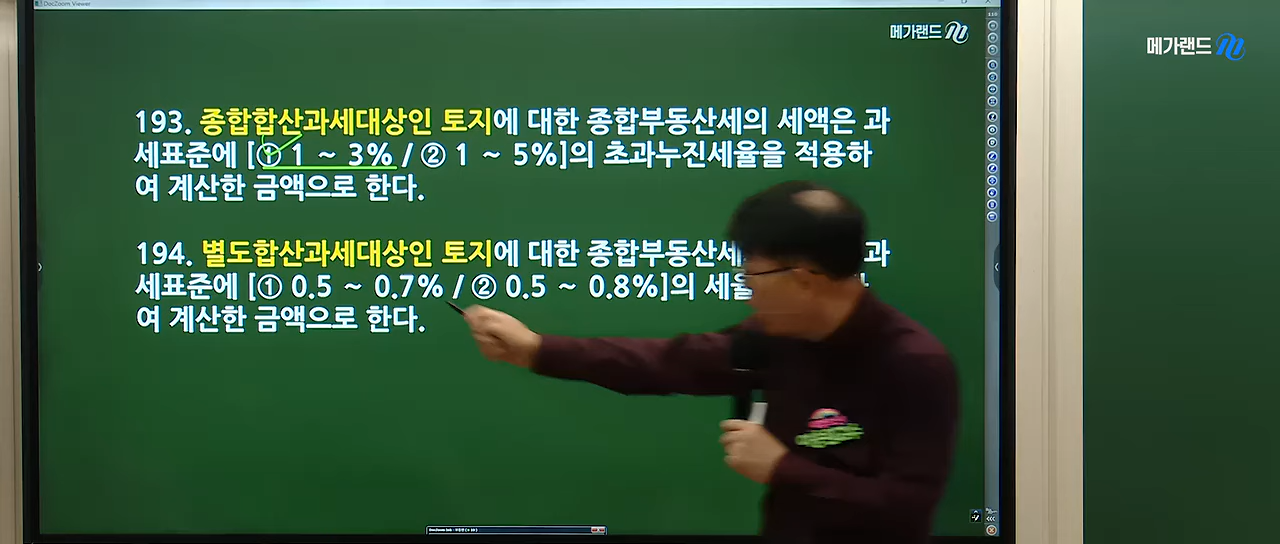 DocZoom Viewer
메가랜드
메가랜드
193. 종합합산과세대상인 토지에 대한 종합부동산세의 세액은 과
세표준에 [① 1 ~ 3% / ② 1 ~ 5%]의 초과누진세율을 적용하
여 계산한 금액으로 한다.
194. 별도합산과세대상인 토지에 대한 종합부동산세 과
세표준에 [① 0.5 ~ 0.7% / ② 0.5 ~ 0.8%]의 세율
여 계산한 금액으로 한다.